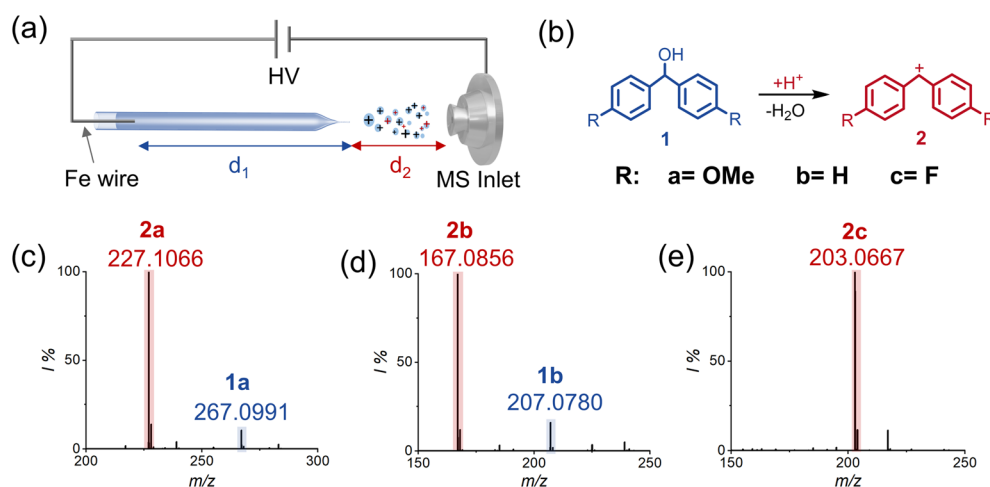 (a)
HV
Fe wire
d1
d2
MS Inlet
(b)
OH
R
R
1
+H+
-H2O
+
R
R
2
R: a= OMe b= H c= F
(c)
2a
227.1066
1a
267.0991
I %
100
50
0
200
250
300
m/z
(d)
2b
167.0856
1b
207.0780
I %
100
50
0
150
200
250
m/z
(e)
2c
203.0667
I %
100
50
0
150
200
250
m/z